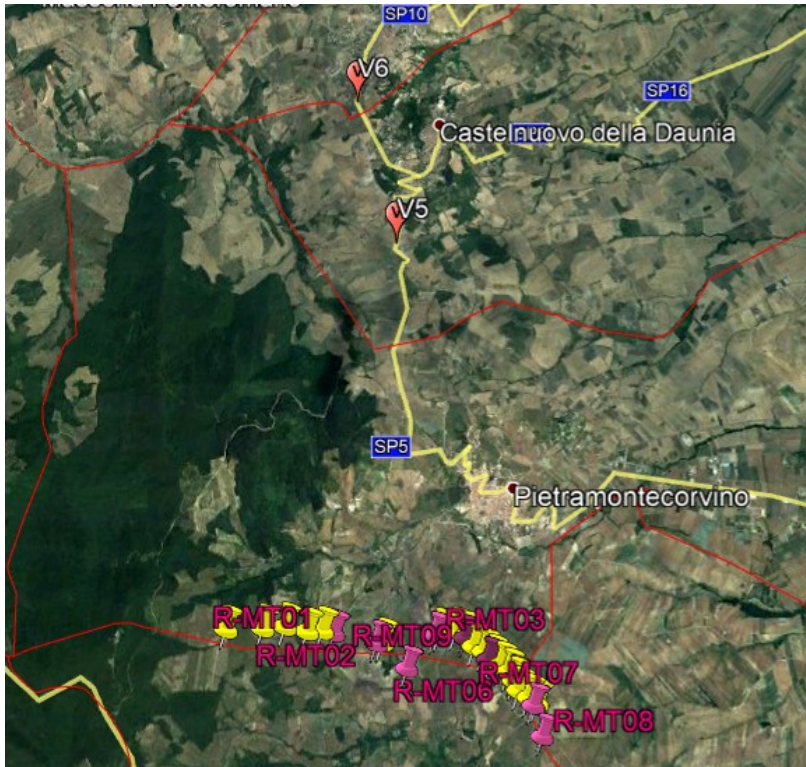 SP10
V6
SP16
Castelnuovo della Daunia
V5
SP5
Pietramontecorvino
R-MT01
R-MT03
R-MT09
R-MT02
R-MT07
R-MT06
R-MT08